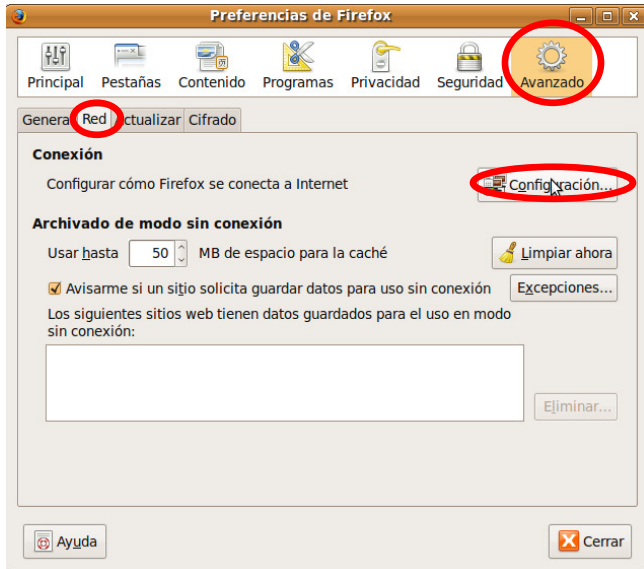 Preferencias de Firefox
Principal Pestañas Contenido Programas Privacidad Seguridad Avanzado
General Red Actualizar Cifrado
Conexión
Configurar cómo Firefox se conecta a Internet Configuración...
Archivado de modo sin conexión
Usar hasta 50 MB de espacio para la caché Limpiar ahora
Avisarme si un sitio solicita guardar datos para uso sin conexión Excepciones...
Los siguientes sitios web tienen datos guardados para el uso en modo
sin conexión:
Eliminar...
Ayuda Cerrar